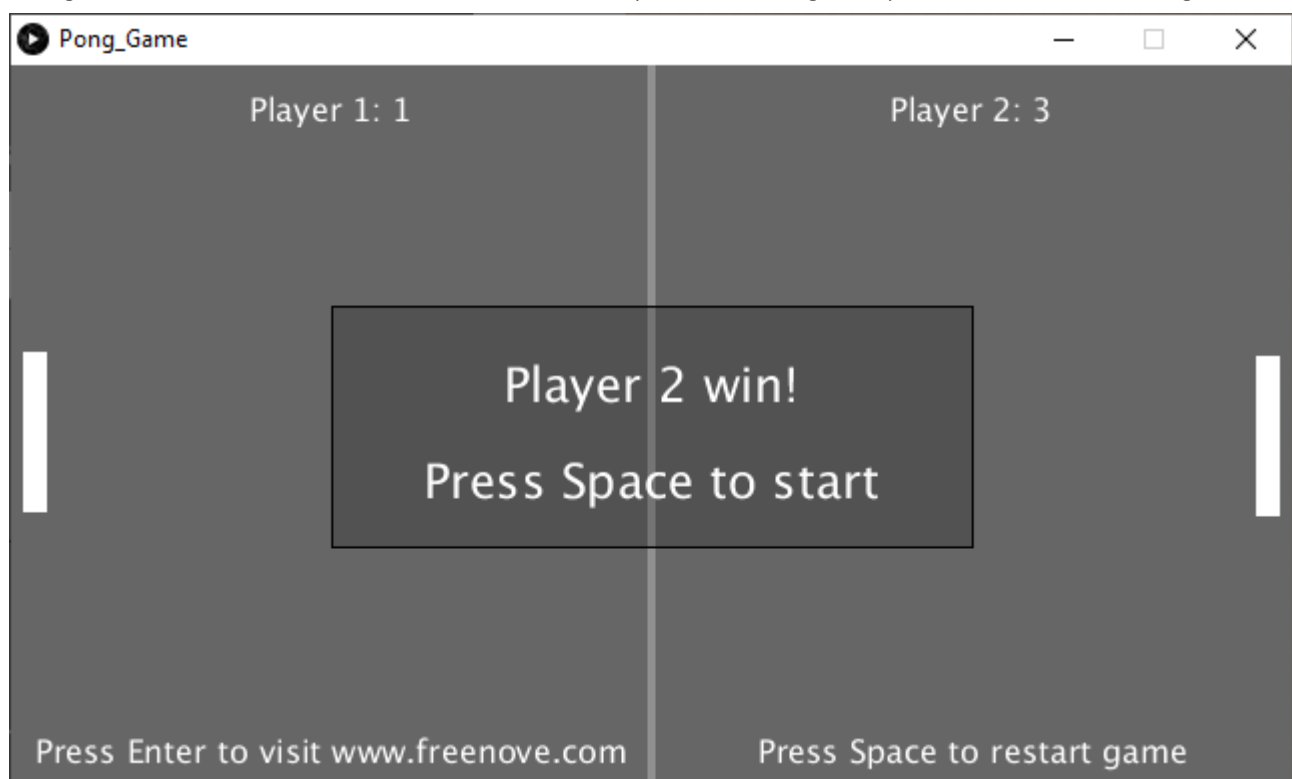 Pong_Game
Player 1: 1
Player 2: 3
Player 2 win!
Press Space to start
Press Enter to visit www.freenove.com
Press Space to restart game